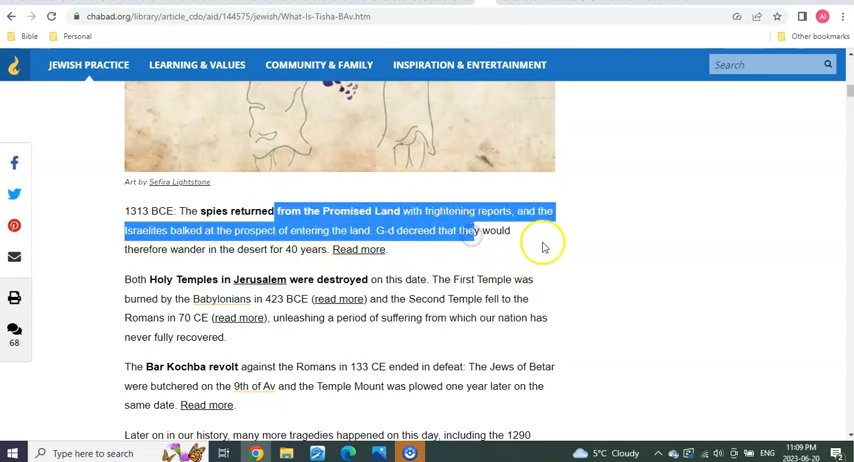 chabad.org/library/article_cdo/aid/144575/jewish/What-Is-Tisha-BAv.htm
AI
Bible
Personal
Other bookmarks
JEWISH PRACTICE
LEARNING & VALUES
COMMUNITY & FAMILY
INSPIRATION & ENTERTAINMENT
Search
Art by Sefira Lightstone
1313 BCE: The spies returned from the Promised Land with frightening reports, and the
Israelites balked at the prospect of entering the land. G-d decreed that they would
therefore wander in the desert for 40 years. Read more.
Both Holy Temples in Jerusalem were destroyed on this date. The First Temple was
burned by the Babylonians in 423 BCE (read more) and the Second Temple fell to the
Romans in 70 CE (read more), unleashing a period of suffering from which our nation has
never fully recovered.
68
The Bar Kochba revolt against the Romans in 133 CE ended in defeat: The Jews of Betar
were butchered on the 9th of Av and the Temple Mount was plowed one year later on the
same date. Read more.
Later on in our history, many more tragedies happened on this day, including the 1290
Type here to search
5°C Cloudy
ENG
11:09 PM
2023-06-20